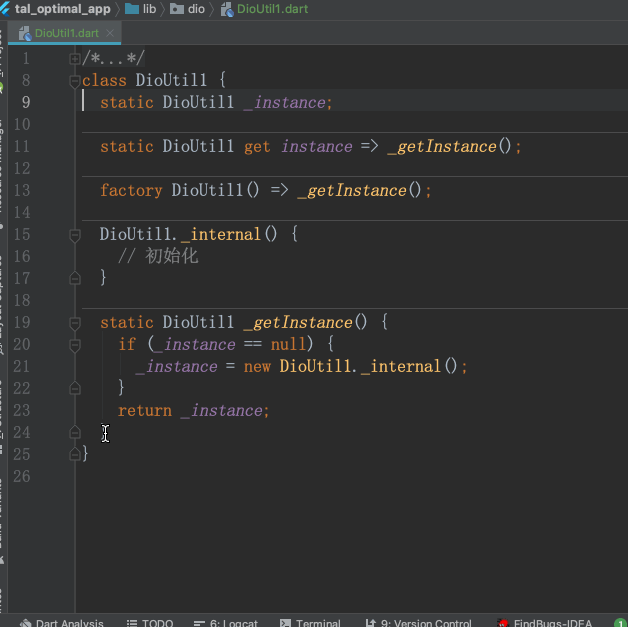 tal_optimal_app lib dio DioUtil1.dart
DioUtil1.dart
1 /*...*/
8 class DioUtil1 {
9 static DioUtil1 _instance;
10
11 static DioUtil1 get instance => _getInstance();
12
13 factory DioUtil1() => _getInstance();
14
15 DioUtil1._internal() {
16 // 初始化
17 }
18
19 static DioUtil1 _getInstance() {
20 if (_instance == null) {
21 _instance = new DioUtil1._internal();
22 }
23 return _instance;
24 }
25 }
26
Dart Analysis TODO 6: Logcat Terminal 9: Version Control FindBugs-IDEA 1